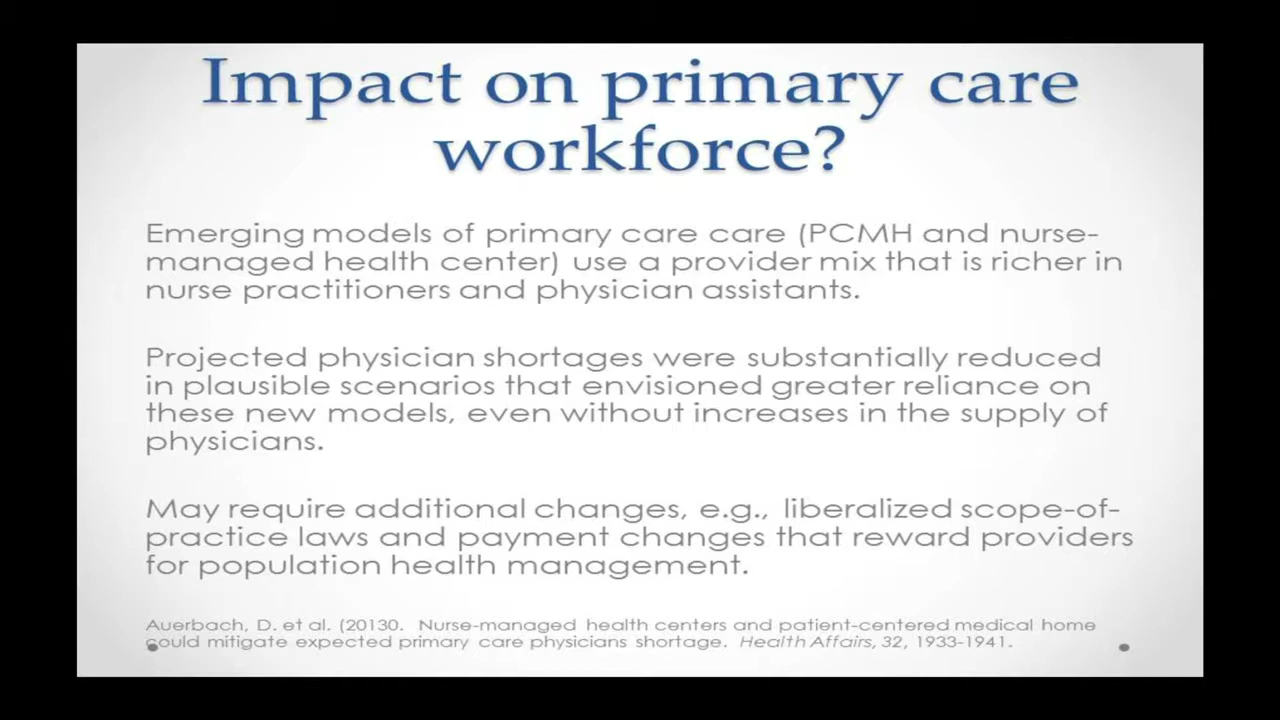 Impact on primary care
workforce?
Emerging models of primary care care (PCMH and nurse-
managed health center) use a provider mix that is richer in
nurse practitioners and physician assistants.
Projected physician shortages were substantially reduced
in plausible scenarios that envisioned greater reliance on
these new models, even without increases in the supply of
physicians.
May require additional changes, e.g., liberalized scope-of-
practice laws and payment changes that reward providers
for population health management.
Auerbach, D. et al. (20130. Nurse-managed health centers and patient-centered medical home
could mitigate expected primary care physicians shortage. Health Affairs, 32, 1933-1941.